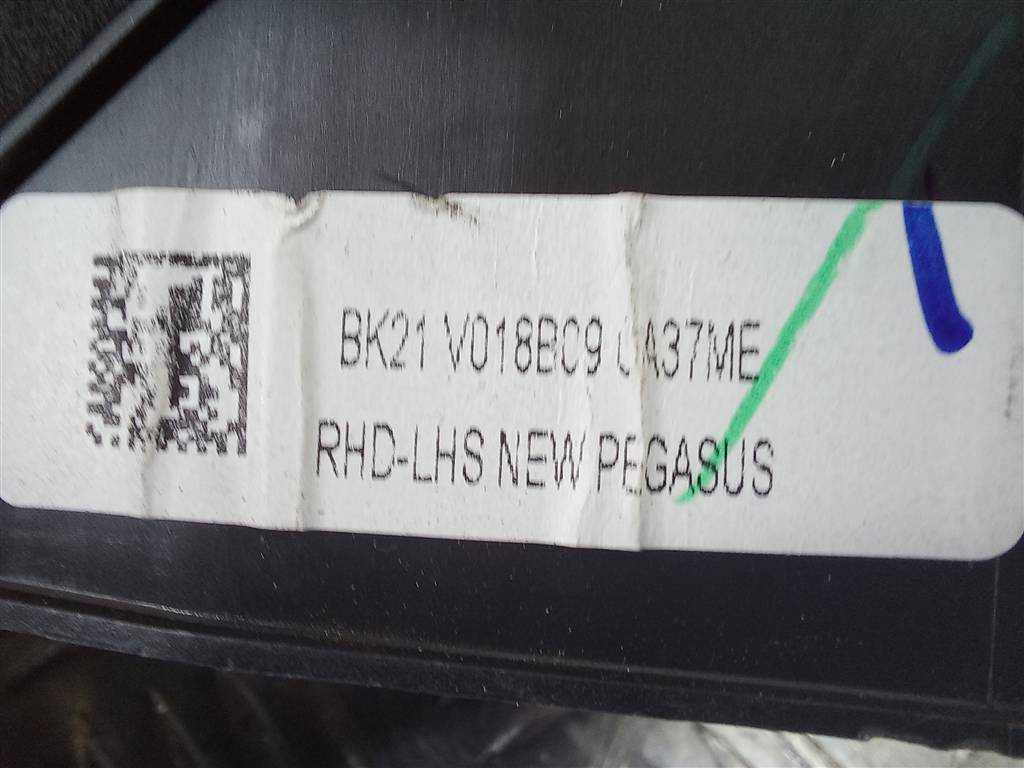 BK21 V018B09
RHD-LHS NEW PEGASUS